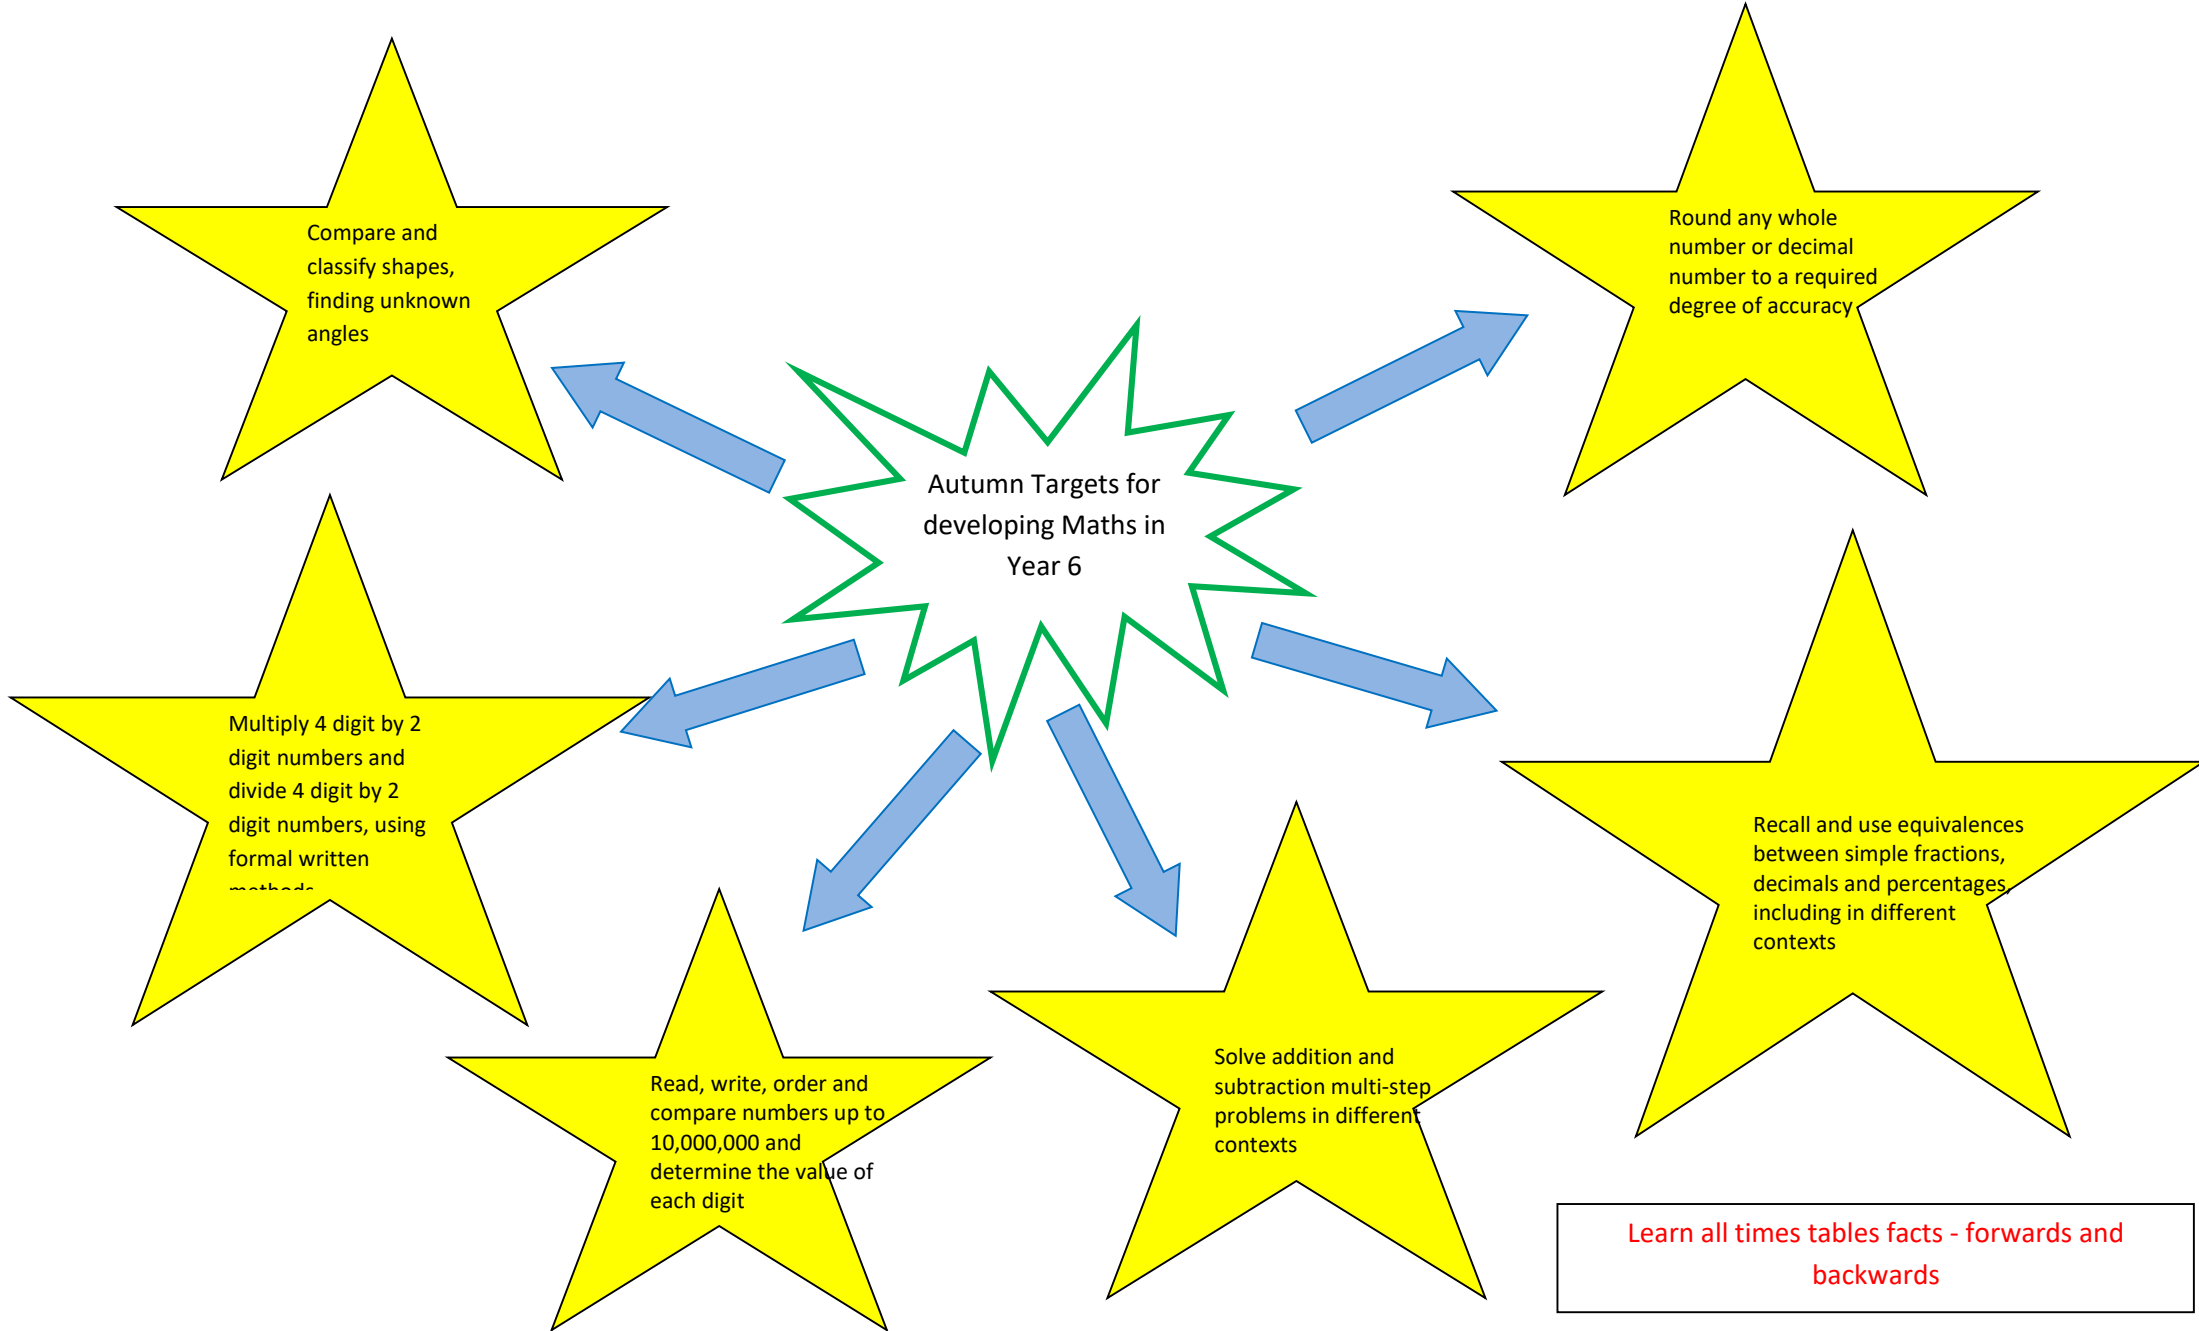 Compare and
classify shapes,
finding unknown
angles
Round any whole
number or decimal
number to a required
degree of accuracy
Autumn Targets for
developing Maths in
Year 6
Multiply 4 digit by 2
digit numbers and
divide 4 digit by 2
digit numbers, using
formal written
methods
Recall and use equivalences
between simple fractions,
decimals and percentages,
including in different
contexts
Read, write, order and
compare numbers up to
10,000,000 and
determine the value of
each digit
Solve addition and
subtraction multi-step
problems in different
contexts
Learn all times tables facts - forwards and
backwards